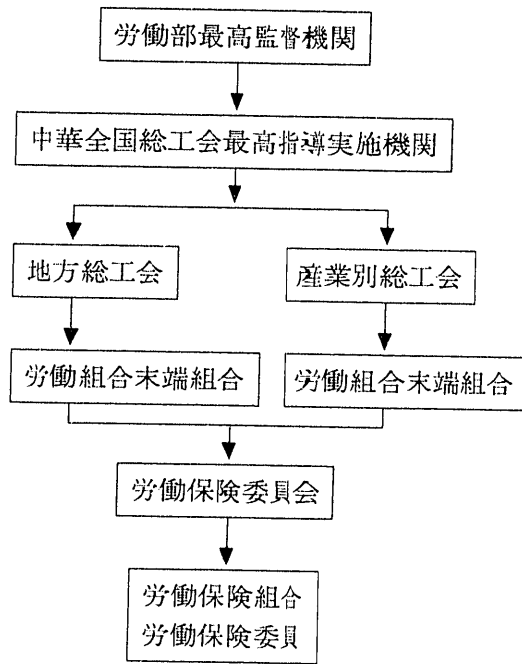 労働部最高監督機関
中華全国総工会最高指導実施機関
地方総工会
産業別総工会
労働組合末端組合
労働組合末端組合
労働保険委員会
労働保険組合
労働保険委員